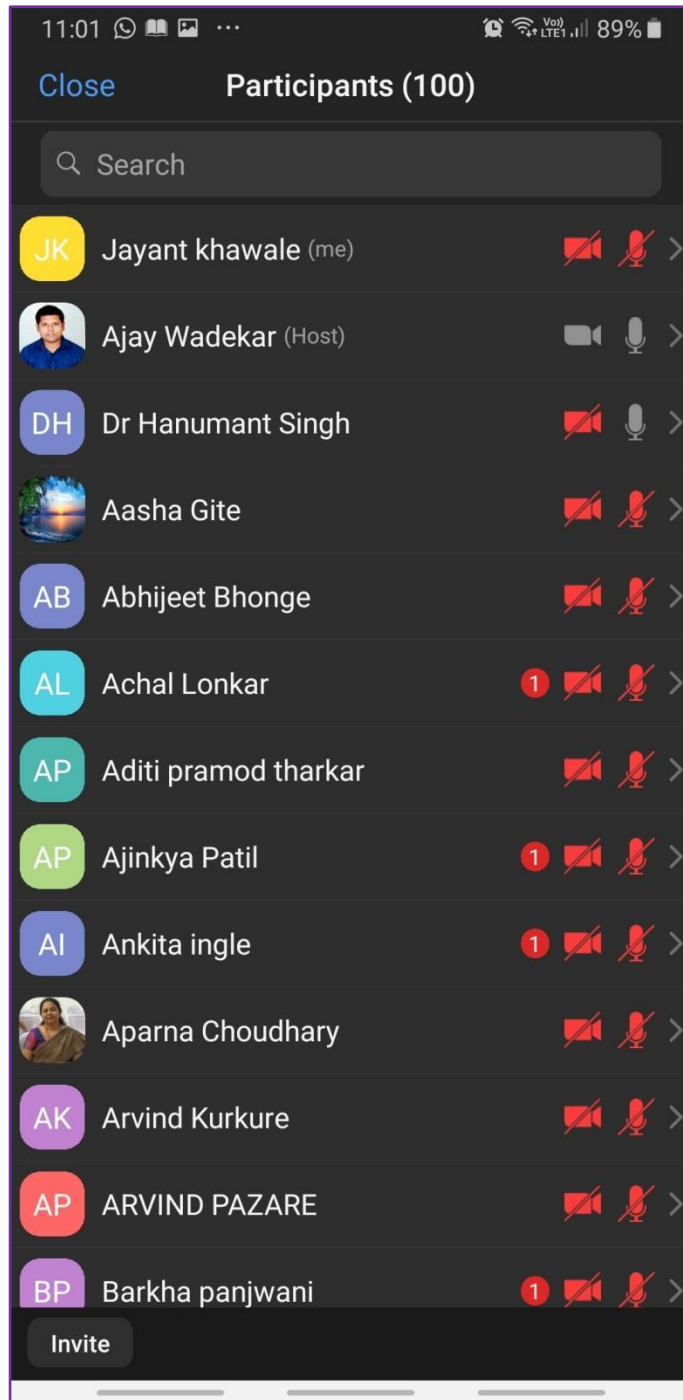 11:01 ... Vo)) LTE1 89%
Close Participants (100)
Search
JK Jayant khawale (me)
Ajay Wadekar (Host)
DH Dr Hanumant Singh
Aasha Gite
AB Abhijeet Bhonge
AL Achal Lonkar 1
AP Aditi pramod tharkar
AP Ajinkya Patil 1
AI Ankita ingle 1
Aparna Choudhary
AK Arvind Kurkure
AP ARVIND PAZARE
BP Barkha panjwani 1
Invite